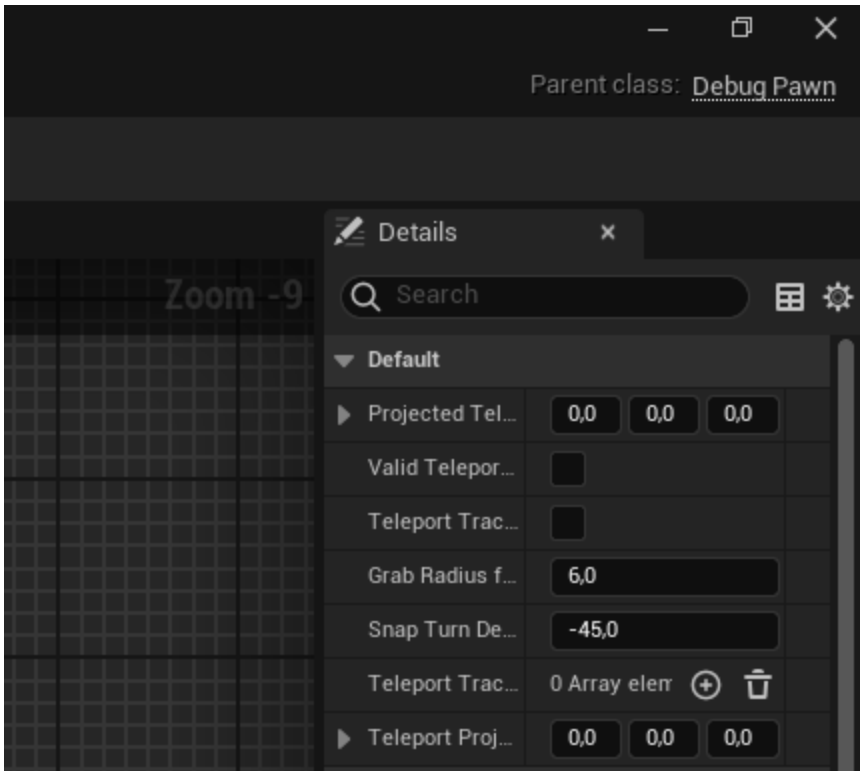 Parent class: Debug Pawn
Details
Zoom -9
Search
Default
Projected Tel... 0,0 0,0 0,0
Valid Telepor...
Teleport Trac...
Grab Radius f... 6,0
Snap Turn De... -45,0
Teleport Trac... 0 Array elem
Teleport Proj... 0,0 0,0 0,0